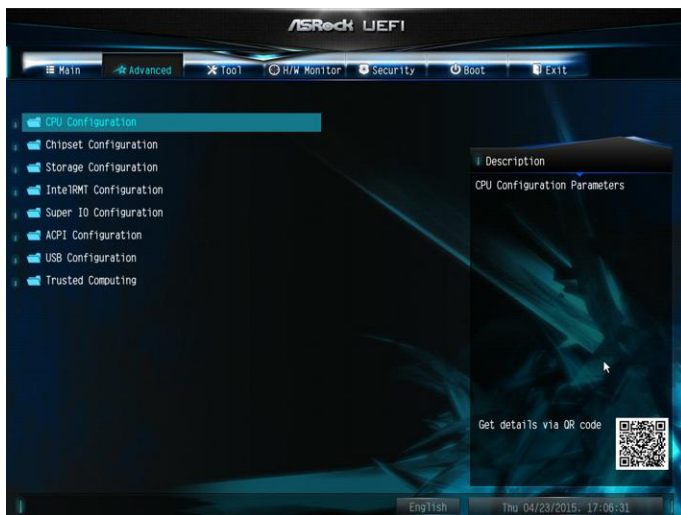 ASRock UEFI
Main Advanced Tool H/W Monitor Security Boot Exit
CPU Configuration
Chipset Configuration
Storage Configuration
IntelRMT Configuration
Super IO Configuration
ACPI Configuration
USB Configuration
Trusted Computing
Description
CPU Configuration Parameters
Get details via QR code
English
Thu 04/23/2015. 17:06:31